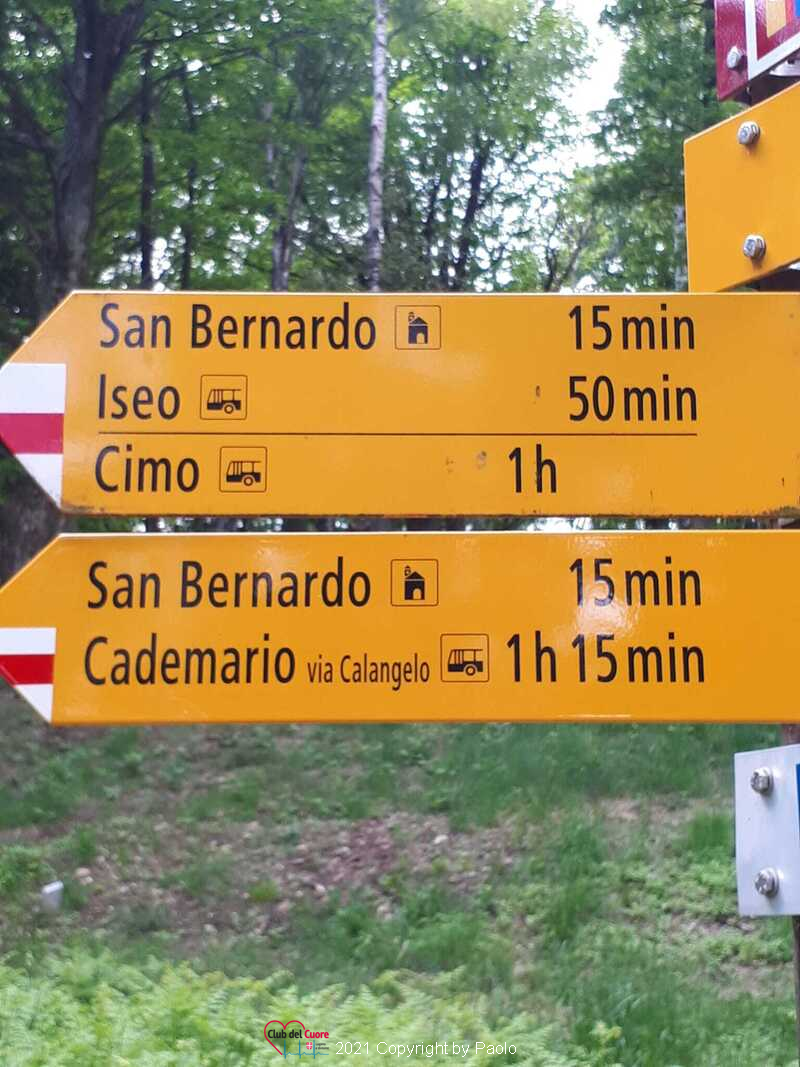 San Bernardo 15 min
Iseo 50 min
Cimo 1 h
San Bernardo 15 min
Cademario via Calangelo 1 h 15 min
Club del Cuore
2021 Copyright by Paolo